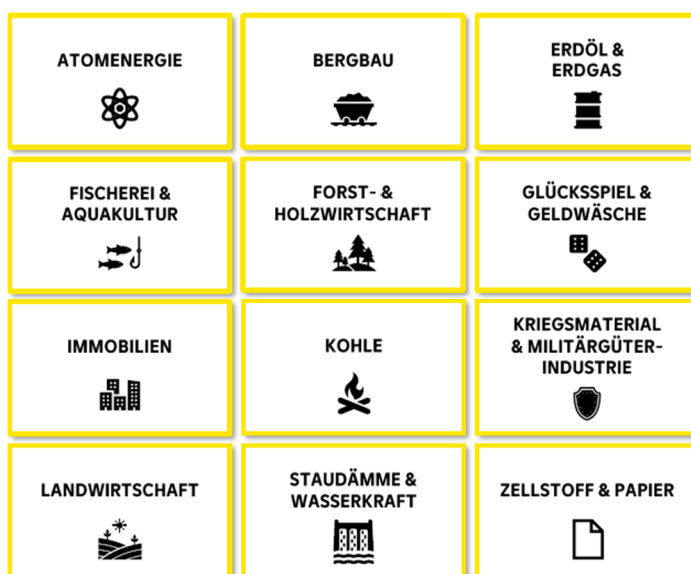 ATOMENERGIE
BERGBAU
ERDÖL &
ERDGAS
FISCHEREI &
AQUAKULTUR
FORST- &
HOLZWIRTSCHAFT
GLÜCKSSPIEL &
GELDWÄSCHE
IMMOBILIEN
KOHLE
KRIEGSMATERIAL
& MILITÄRGÜTER-
INDUSTRIE
LANDWIRTSCHAFT
STAUDÄMME &
WASSERKRAFT
ZELLSTOFF & PAPIER